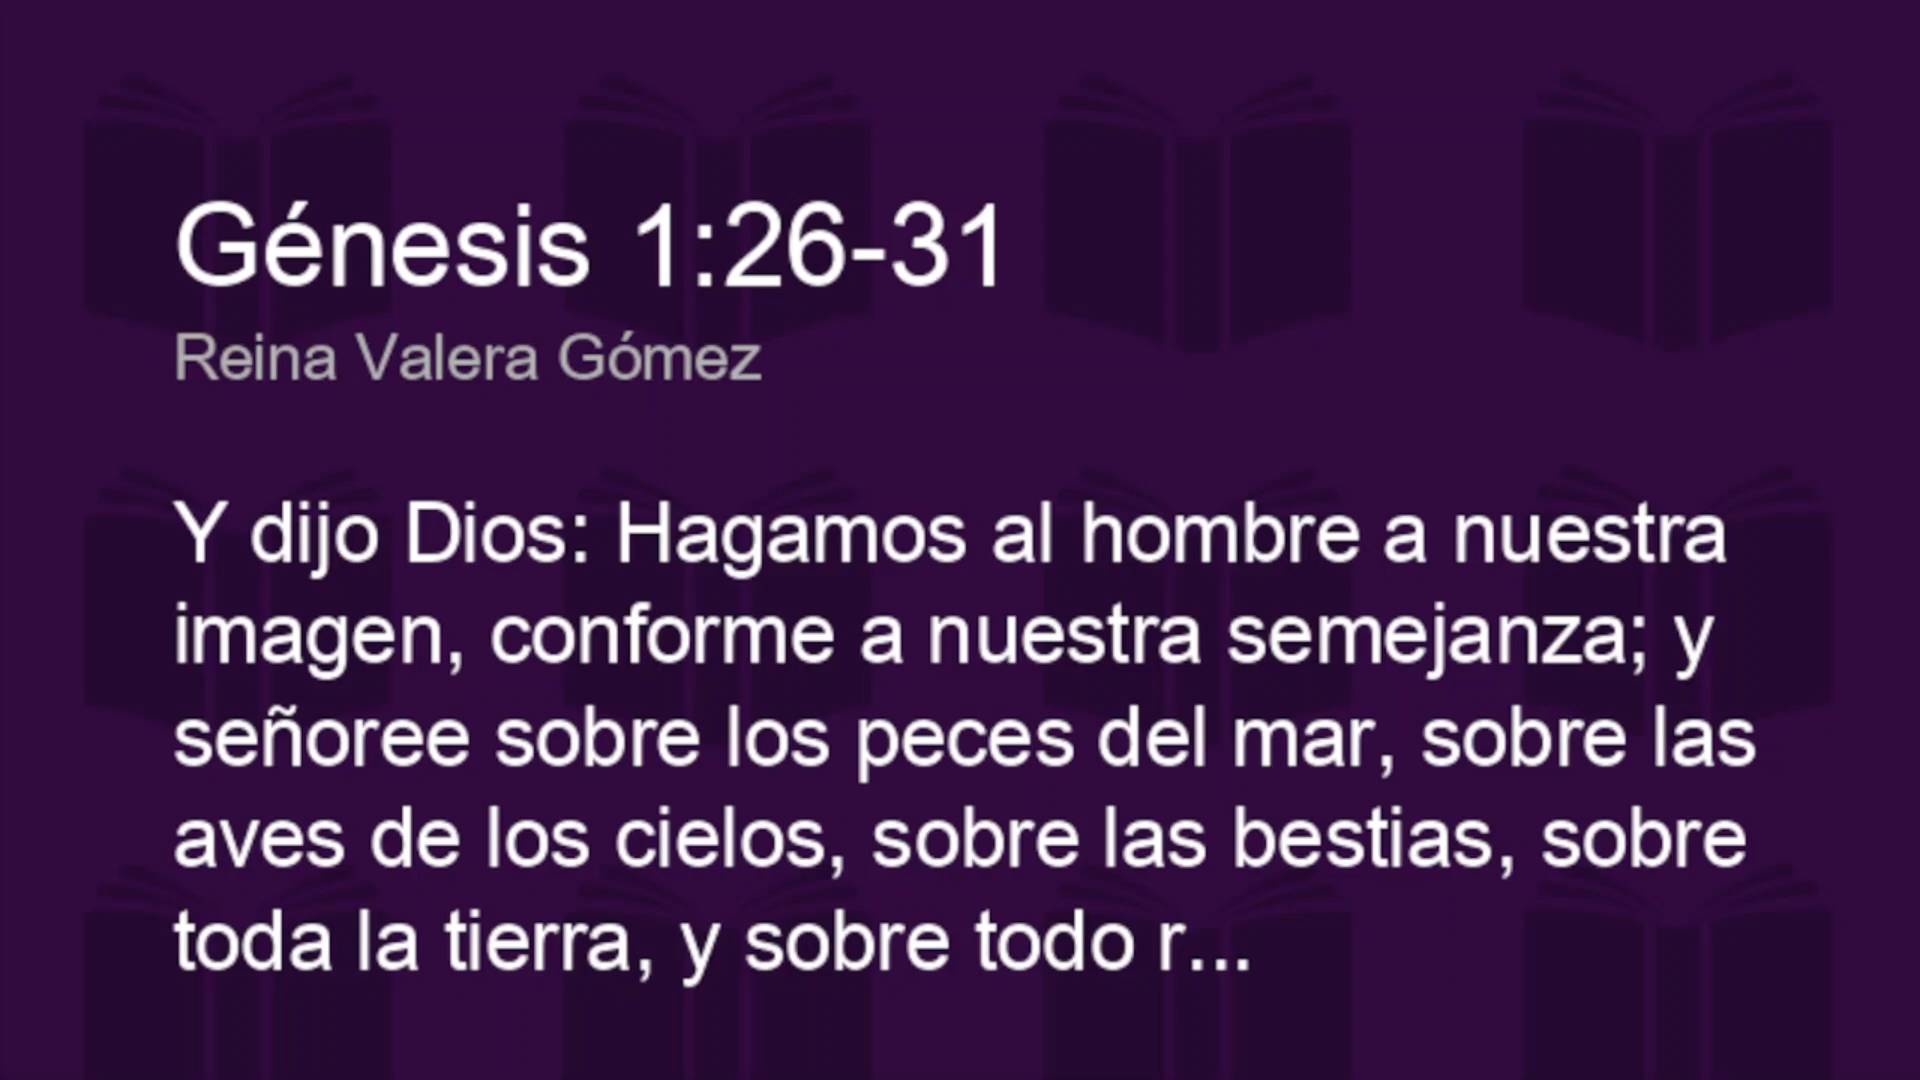 Génesis 1:26-31
Reina Valera Gómez
Y dijo Dios: Hagamos al hombre a nuestra
imagen, conforme a nuestra semejanza; y
señoree sobre los peces del mar, sobre las
aves de los cielos, sobre las bestias, sobre
toda la tierra, y sobre todo r...